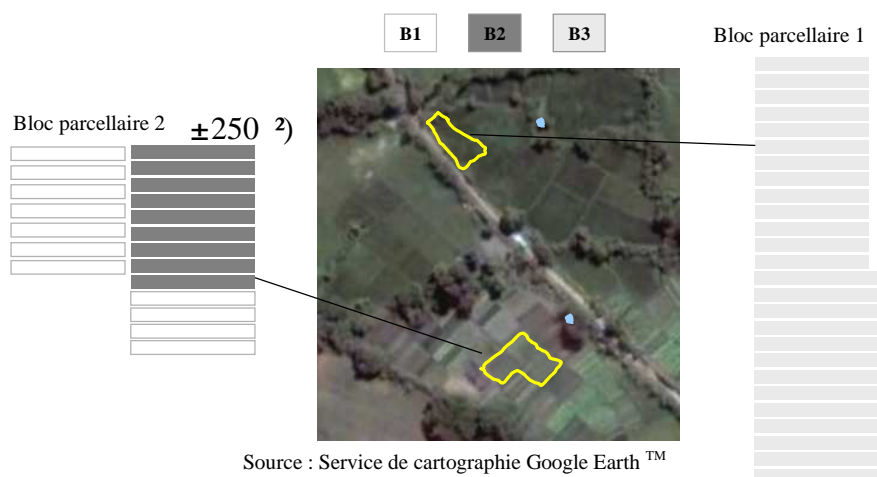 B1 B2 B3
Bloc parcellaire 1
Bloc parcellaire 2
±250 ²)
Source : Service de cartographie Google Earth TM